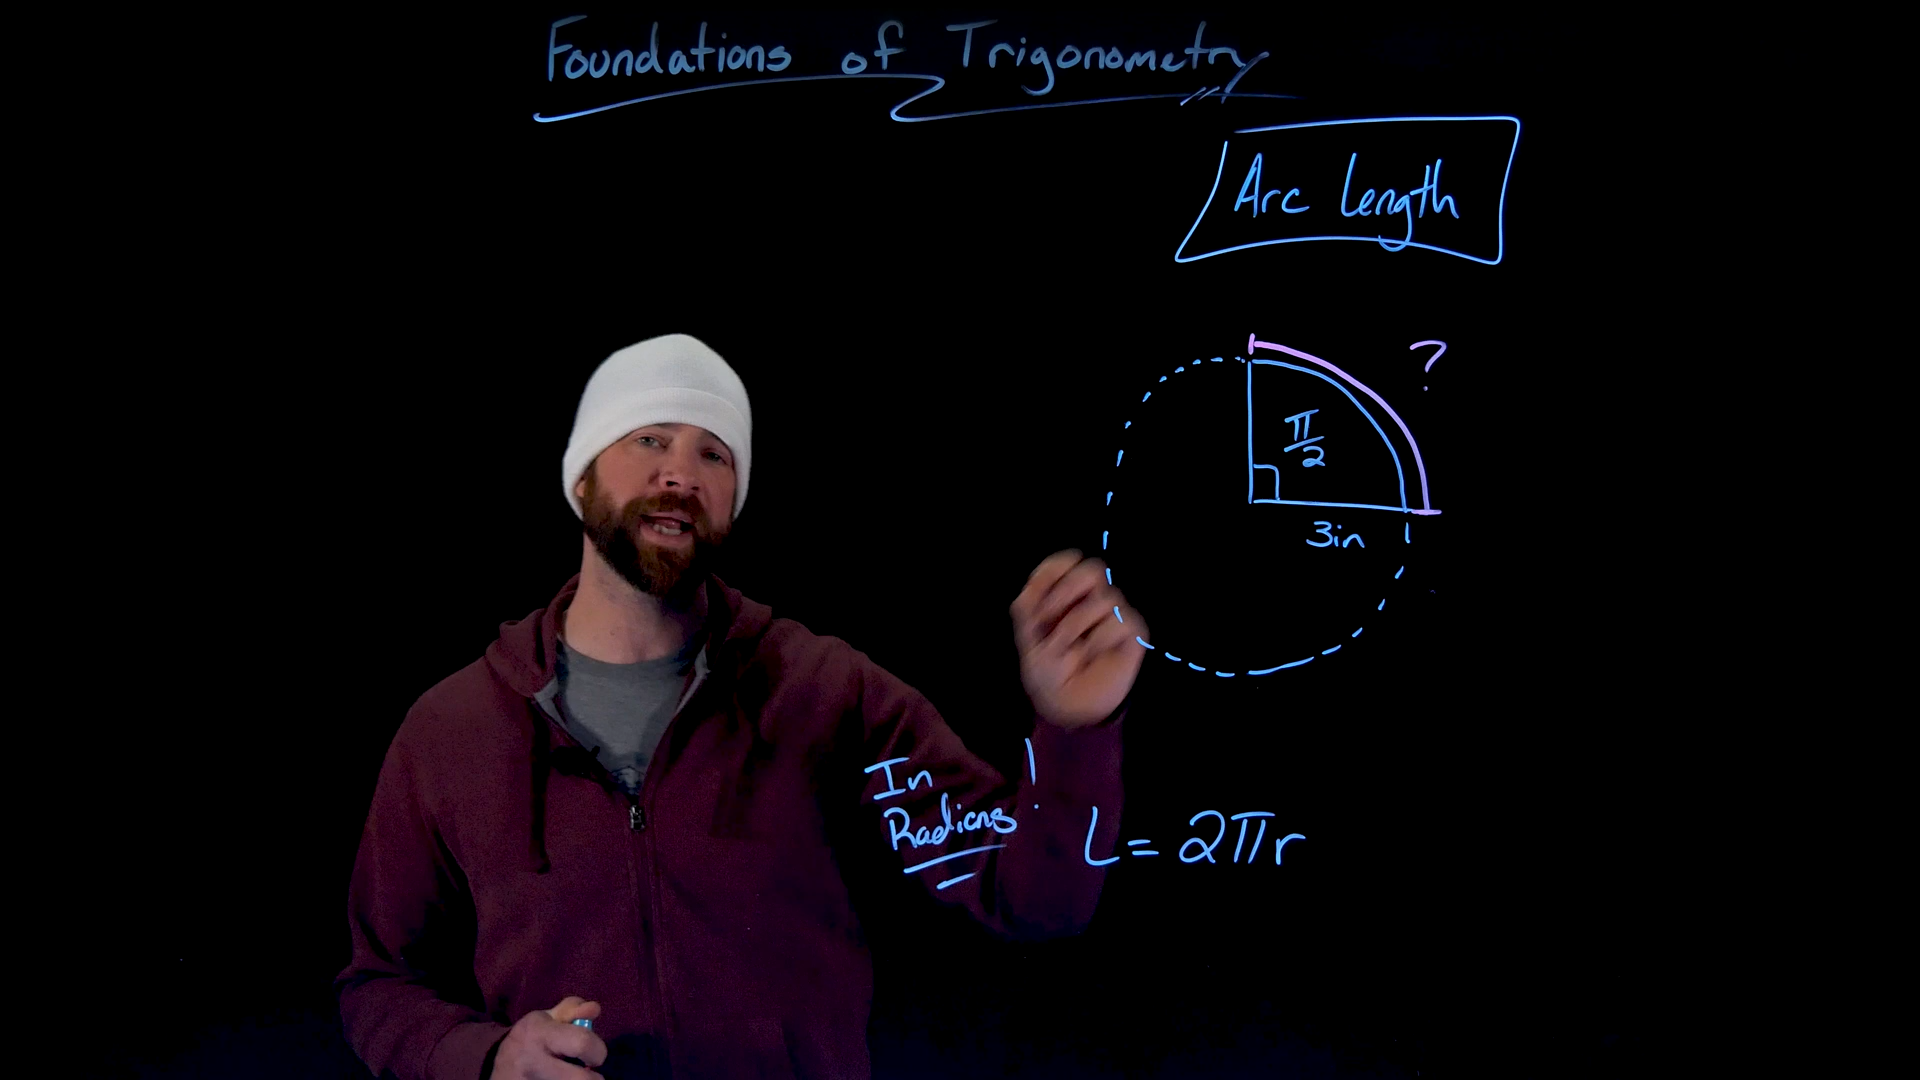 Foundations of Trigonometry
Arc Length
?
π/2
3in
In
Radians!
L = 2πr